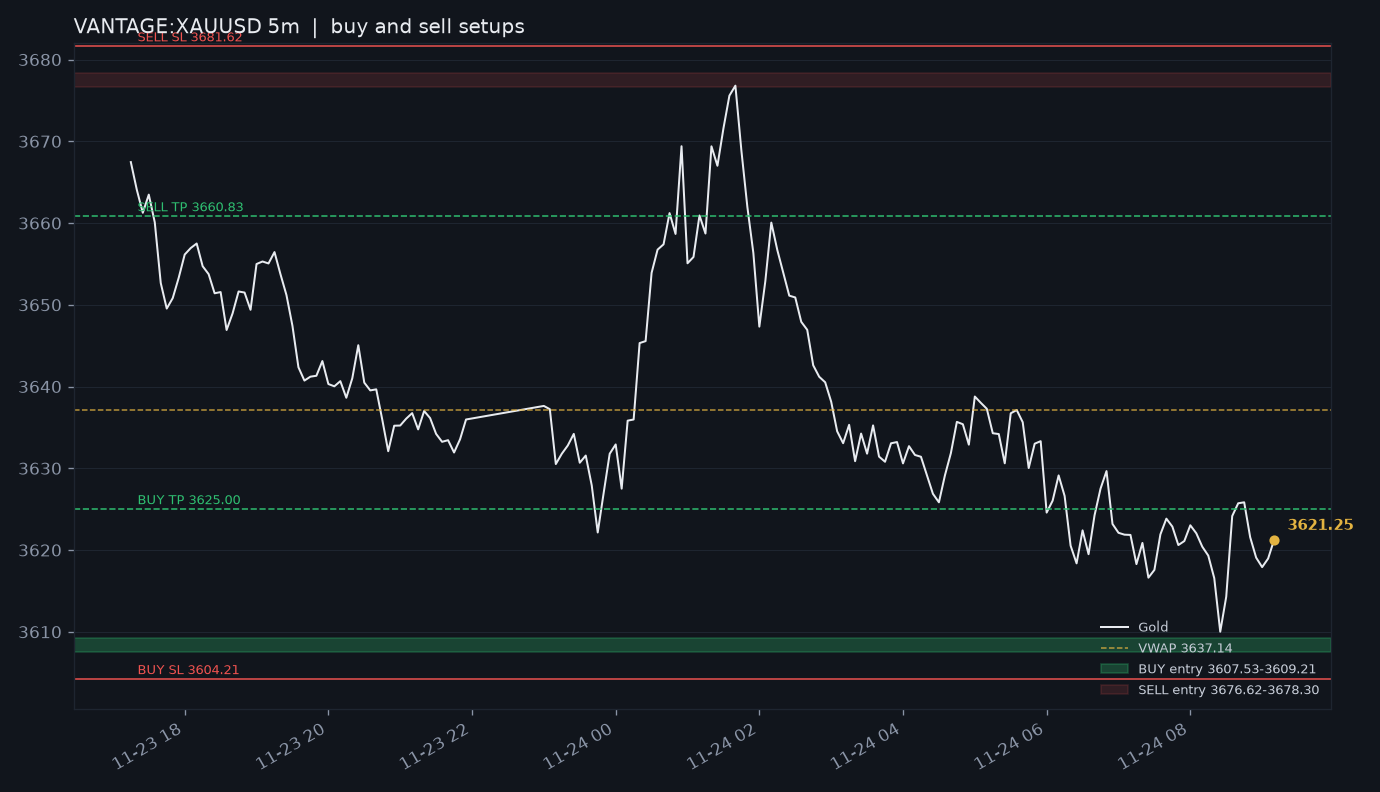 VANTAGE:XAUUSD 5m | buy and sell setups
SELL SL 3681.62
3680
3670
SELL TP 3660.83
3660
3650
3640
3630
BUY TP 3625.00
3621.25
3620
3610
Gold
VWAP 3637.14
BUY entry 3607.53-3609.21
SELL entry 3676.62-3678.30
BUY SL 3604.21
11-23 18
11-23 20
11-23 22
11-24 00
11-24 02
11-24 04
11-24 06
11-24 08